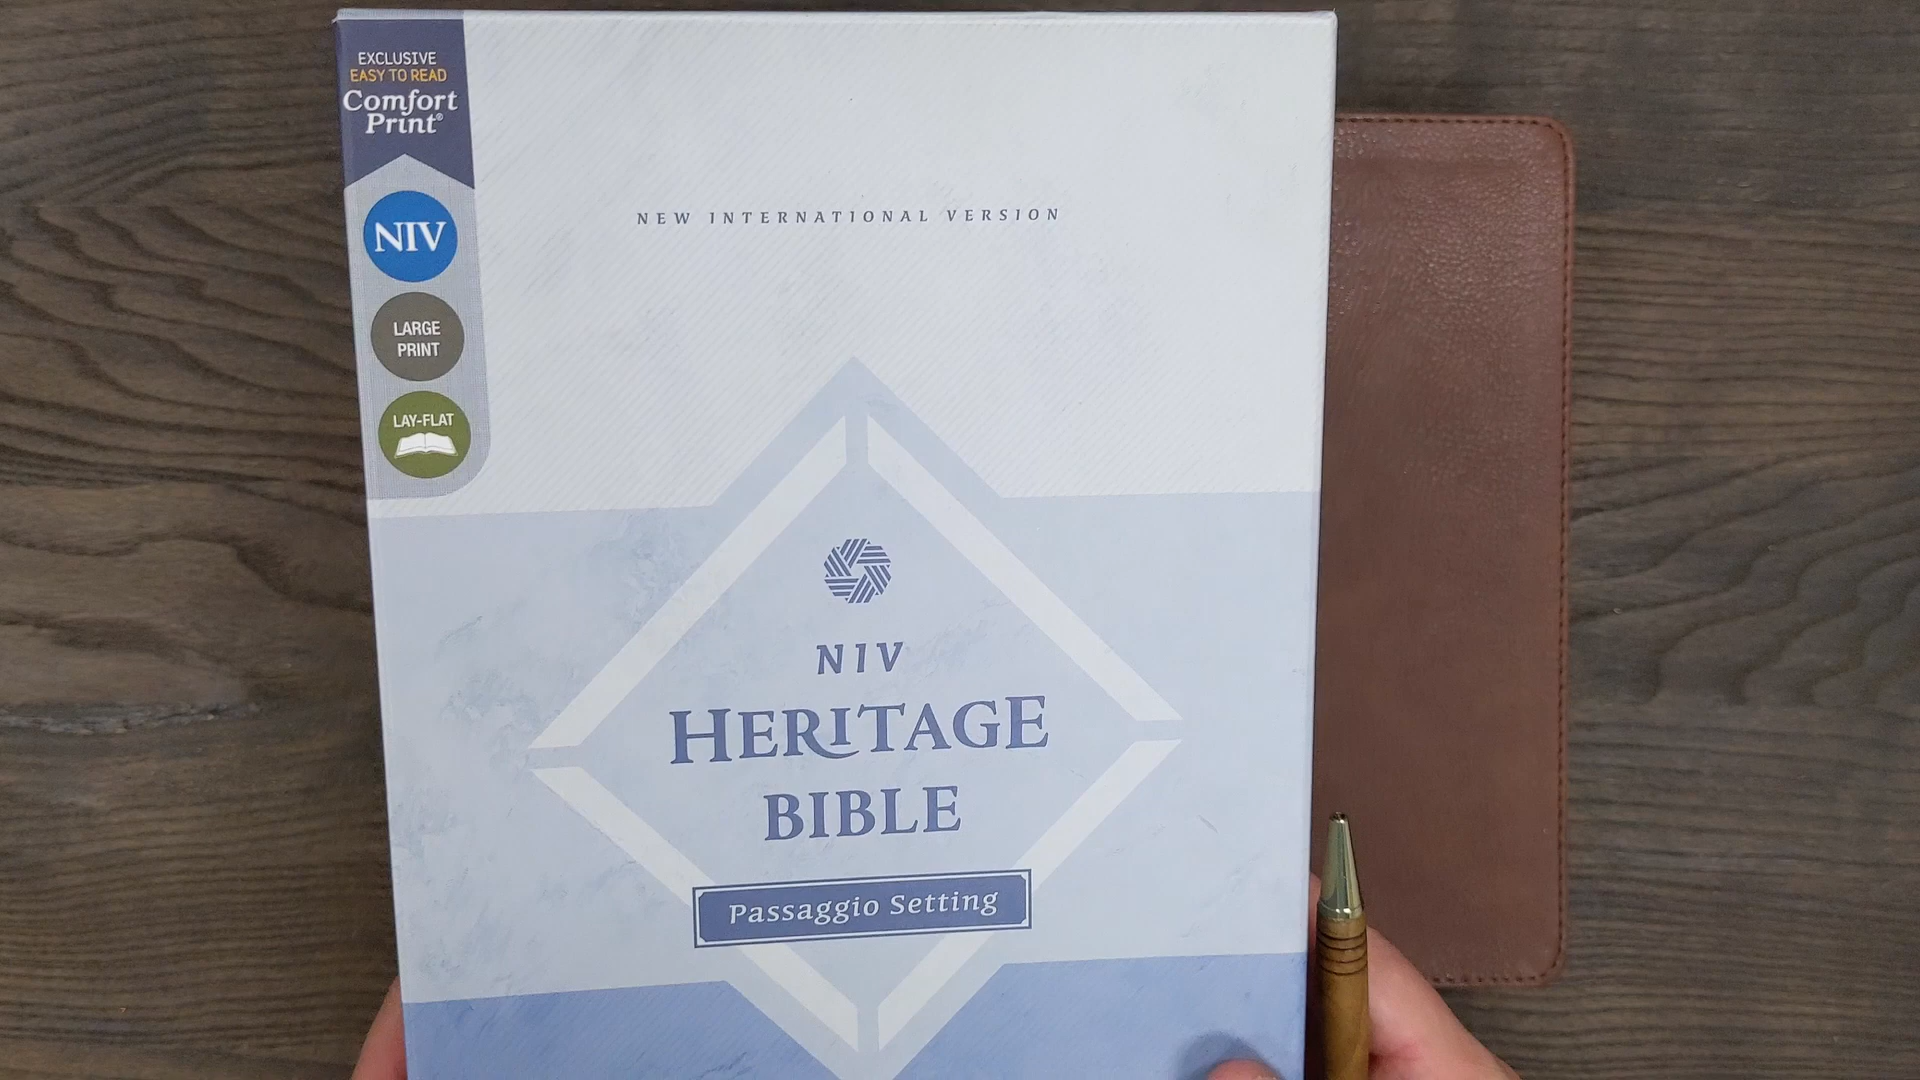 EXCLUSIVE
EASY TO READ
Comfort
Print®
NIV
LARGE
PRINT
LAY-FLAT
NEW INTERNATIONAL VERSION
NIV
HERITAGE
BIBLE
Passaggio Setting